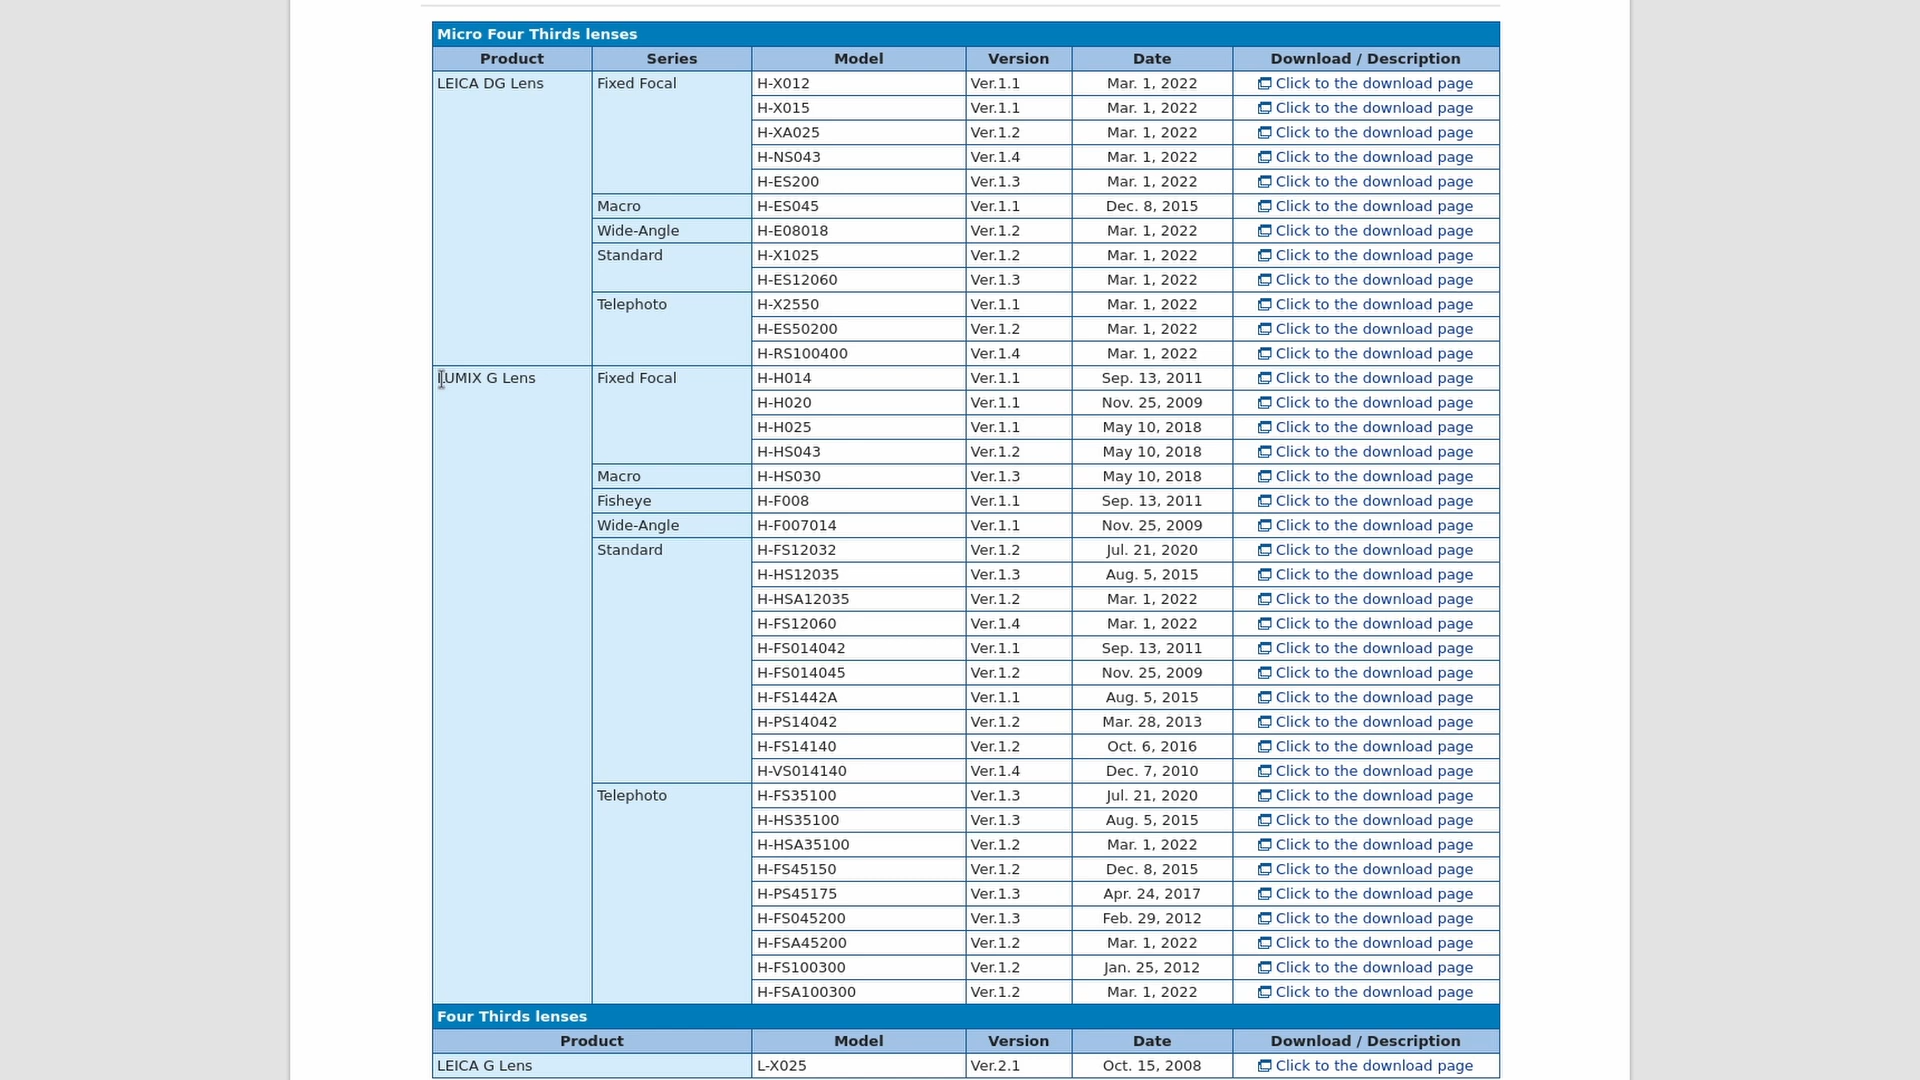 Micro Four Thirds lenses
Product Series Model Version Date Download / Description
LEICA DG Lens Fixed Focal H-X012 Ver.1.1 Mar. 1, 2022 Click to the download page
H-X015 Ver.1.1 Mar. 1, 2022 Click to the download page
H-XA025 Ver.1.2 Mar. 1, 2022 Click to the download page
H-NS043 Ver.1.4 Mar. 1, 2022 Click to the download page
H-ES200 Ver.1.3 Mar. 1, 2022 Click to the download page
Macro H-ES045 Ver.1.1 Dec. 8, 2015 Click to the download page
Wide-Angle H-E08018 Ver.1.2 Mar. 1, 2022 Click to the download page
Standard H-X1025 Ver.1.2 Mar. 1, 2022 Click to the download page
H-ES12060 Ver.1.3 Mar. 1, 2022 Click to the download page
Telephoto H-X2550 Ver.1.1 Mar. 1, 2022 Click to the download page
H-ES50200 Ver.1.2 Mar. 1, 2022 Click to the download page
H-RS100400 Ver.1.4 Mar. 1, 2022 Click to the download page
LUMIX G Lens Fixed Focal H-H014 Ver.1.1 Sep. 13, 2011 Click to the download page
H-H020 Ver.1.1 Nov. 25, 2009 Click to the download page
H-H025 Ver.1.1 May 10, 2018 Click to the download page
H-HS043 Ver.1.2 May 10, 2018 Click to the download page
Macro H-HS030 Ver.1.3 May 10, 2018 Click to the download page
Fisheye H-F008 Ver.1.1 Sep. 13, 2011 Click to the download page
Wide-Angle H-F007014 Ver.1.1 Nov. 25, 2009 Click to the download page
Standard H-FS12032 Ver.1.2 Jul. 21, 2020 Click to the download page
H-HS12035 Ver.1.3 Aug. 5, 2015 Click to the download page
H-HSA12035 Ver.1.2 Mar. 1, 2022 Click to the download page
H-FS12060 Ver.1.4 Mar. 1, 2022 Click to the download page
H-FS014042 Ver.1.1 Sep. 13, 2011 Click to the download page
H-FS014045 Ver.1.2 Nov. 25, 2009 Click to the download page
H-FS1442A Ver.1.1 Aug. 5, 2015 Click to the download page
H-PS14042 Ver.1.2 Mar. 28, 2013 Click to the download page
H-FS14140 Ver.1.2 Oct. 6, 2016 Click to the download page
H-VS014140 Ver.1.4 Dec. 7, 2010 Click to the download page
Telephoto H-FS35100 Ver.1.3 Jul. 21, 2020 Click to the download page
H-HS35100 Ver.1.3 Aug. 5, 2015 Click to the download page
H-HSA35100 Ver.1.2 Mar. 1, 2022 Click to the download page
H-FS45150 Ver.1.2 Dec. 8, 2015 Click to the download page
H-PS45175 Ver.1.3 Apr. 24, 2017 Click to the download page
H-FS045200 Ver.1.3 Feb. 29, 2012 Click to the download page
H-FSA45200 Ver.1.2 Mar. 1, 2022 Click to the download page
H-FS100300 Ver.1.2 Jan. 25, 2012 Click to the download page
H-FSA100300 Ver.1.2 Mar. 1, 2022 Click to the download page
Four Thirds lenses
Product Model Version Date Download / Description
LEICA G Lens L-X025 Ver.2.1 Oct. 15, 2008 Click to the download page